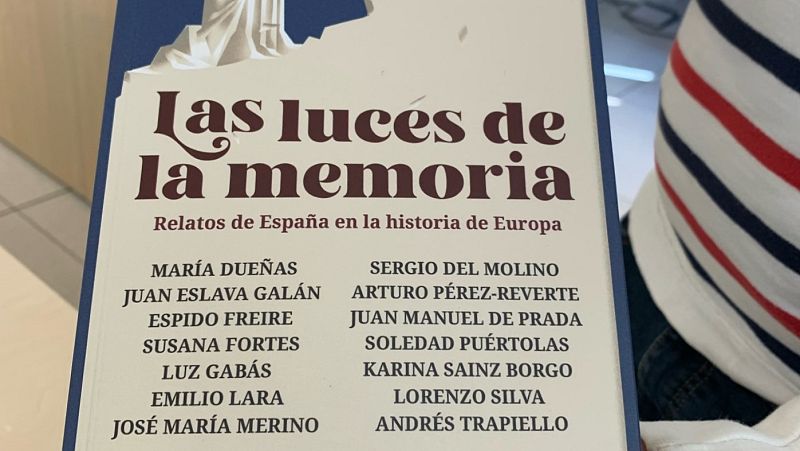 Las luces de
la memoria
Relatos de España en la historia de Europa
MARÍA DUEÑAS
JUAN ESLAVA GALÁN
ESPIDO FREIRE
SUSANA FORTES
LUZ GABÁS
EMILIO LARA
JOSÉ MARÍA MERINO
SERGIO DEL MOLINO
ARTURO PÉREZ-REVERTE
JUAN MANUEL DE PRADA
SOLEDAD PUÉRTOLAS
KARINA SAINZ BORGO
LORENZO SILVA
ANDRÉS TRAPIELLO